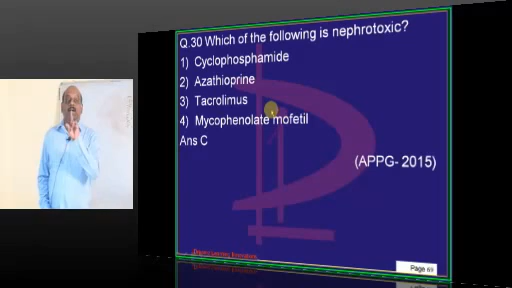 Q.30 Which of the following is nephrotoxic?
1) Cyclophosphamide
2) Azathioprine
3) Tacrolimus
4) Mycophenolate mofetil
Ans C
(APPG- 2015)
Page 69